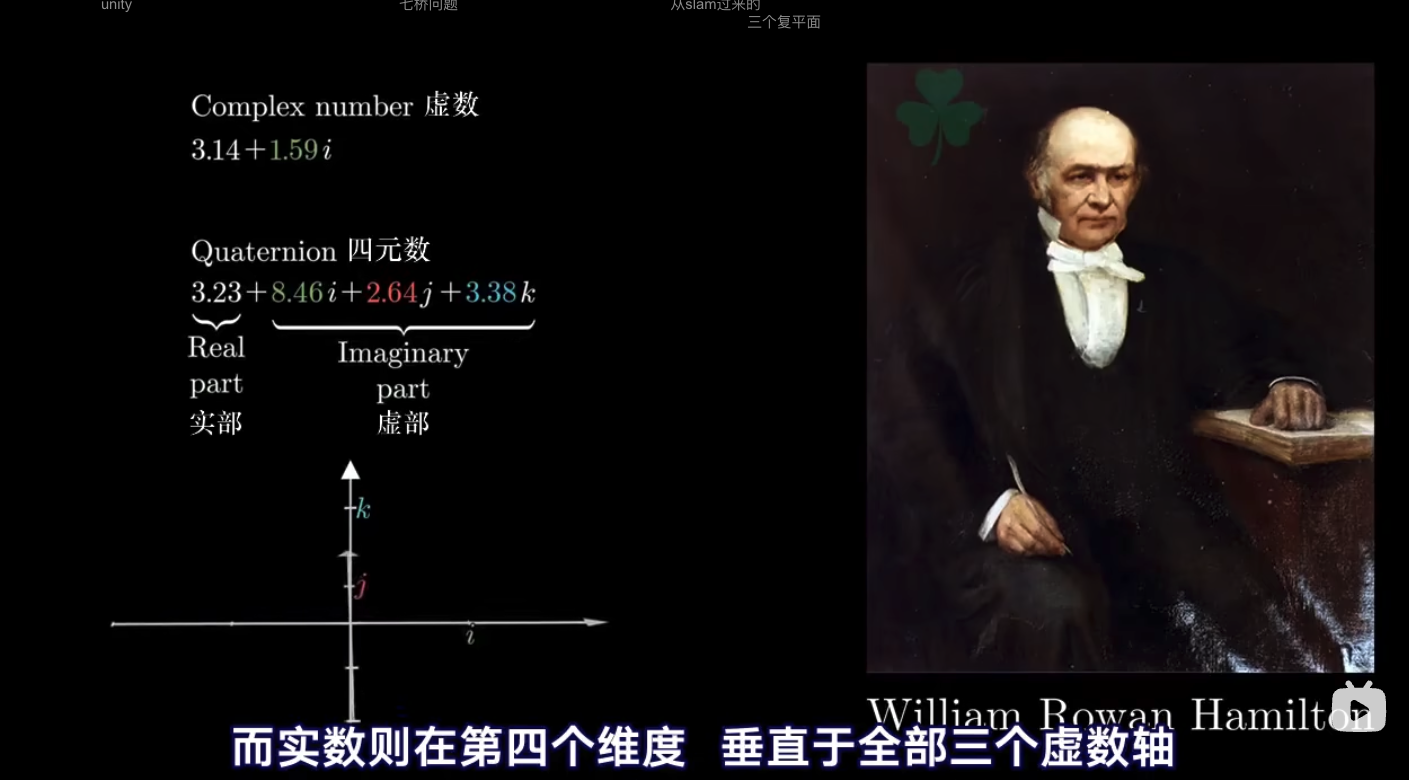 unity
七桥问题
从slam过来的
三个复平面
Complex number 虚数
3.14+1.59i
Quaternion 四元数
3.23+8.46i+2.64j+3.38k
Real
part
实部
Imaginary
part
虚部
k
j
i
William Rowan Hamilton
而实数则在第四个维度 垂直于全部三个虚数轴